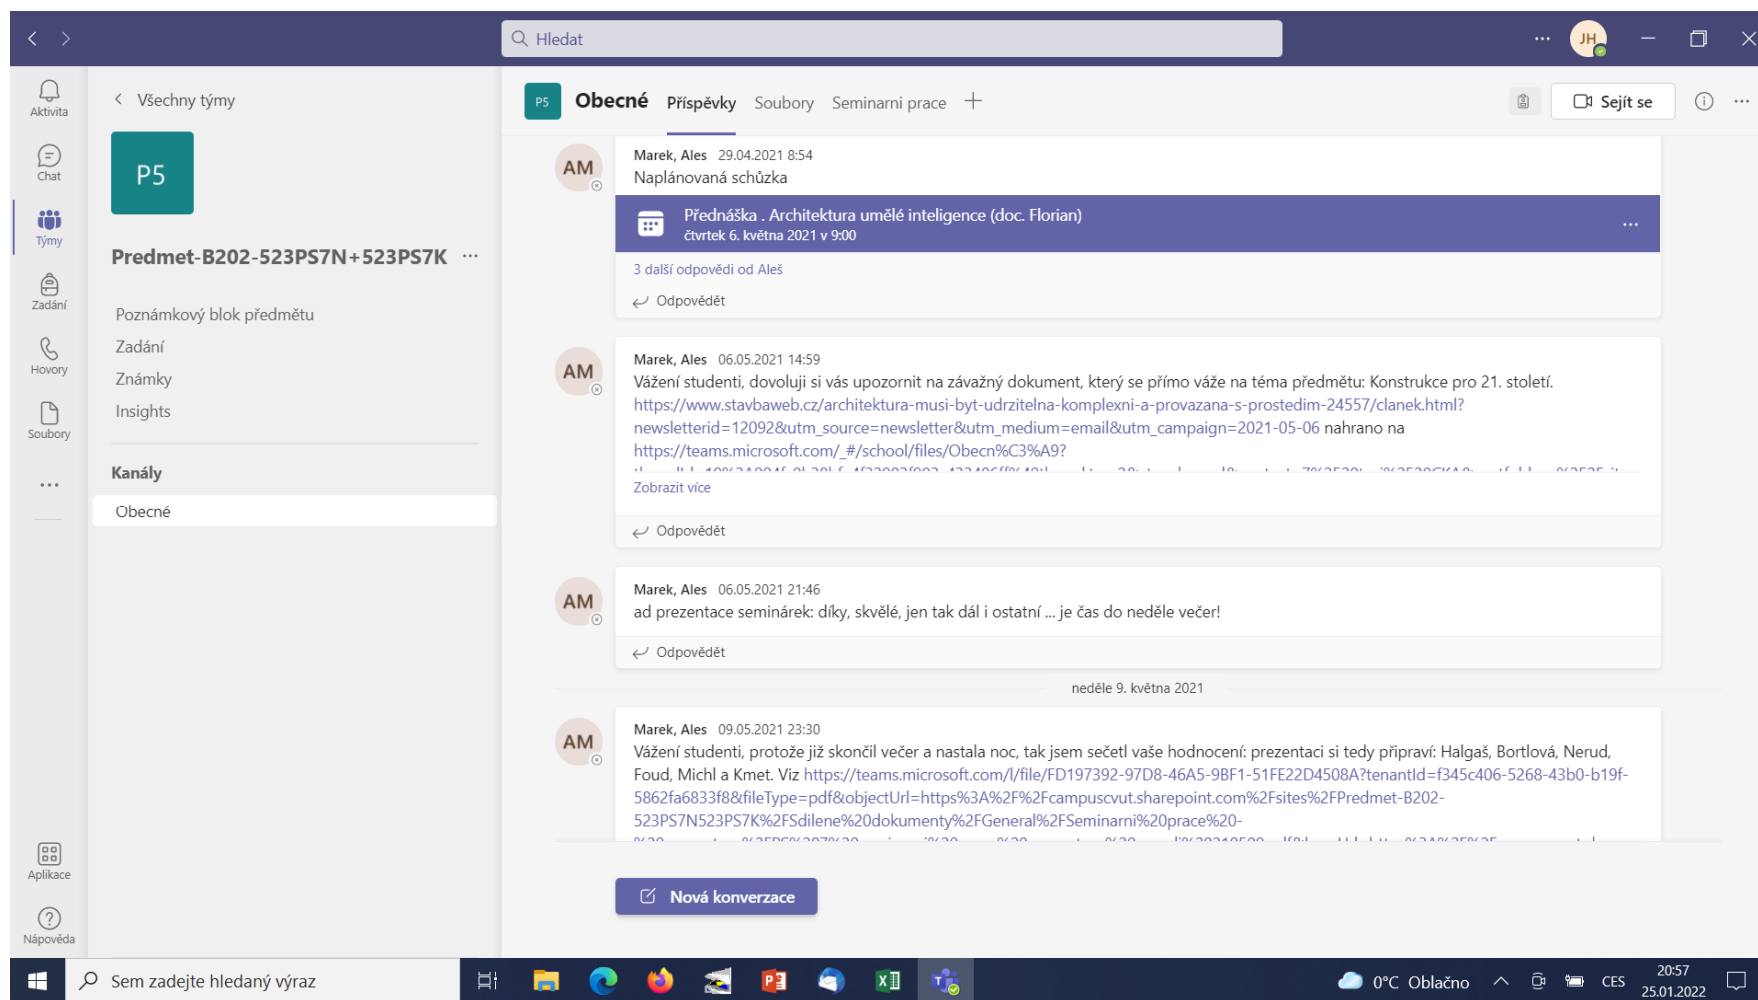 Hledat
JH
Aktivita
Chat
Týmy
Zadání
Hovory
Soubory
Aplikace
Nápověda
Všechny týmy
P5
Predmet-B202-523PS7N+523PS7K
Poznámkový blok předmětu
Zadání
Známky
Insights
Kanály
Obecné
P5 Obecné Příspěvky Soubory Seminarni prace
Sejít se
AM
Marek, Ales 29.04.2021 8:54
Naplánovaná schůzka
Přednáška . Architektura umělé inteligence (doc. Florian)
čtvrtek 6. května 2021 v 9:00
3 další odpovědi od Aleš
Odpovědět
AM
Marek, Ales 06.05.2021 14:59
Vážení studenti, dovoluji si vás upozornit na závažný dokument, který se přímo váže na téma předmětu: Konstrukce pro 21. století.
https://www.stavbaweb.cz/architektura-musi-byt-udrzitelna-komplexni-a-provazana-s-prostedim-24557/clanek.html?
newsletterid=12092&utm_source=newsletter&utm_medium=email&utm_campaign=2021-05-06 nahrano na
https://teams.microsoft.com/_#/school/files/Obecn%C3%A9?
Zobrazit více
Odpovědět
AM
Marek, Ales 06.05.2021 21:46
ad prezentace seminárek: díky, skvělé, jen tak dál i ostatní ... je čas do neděle večer!
Odpovědět
neděle 9. května 2021
AM
Marek, Ales 09.05.2021 23:30
Vážení studenti, protože již skončil večer a nastala noc, tak jsem sečetl vaše hodnocení: prezentaci si tedy připraví: Halgaš, Bortlová, Nerud,
Foud, Michl a Kmet. Viz https://teams.microsoft.com/l/file/FD197392-97D8-46A5-9BF1-51FE22D4508A?tenantId=f345c406-5268-43b0-b19f-
5862fa6833f8&fileType=pdf&objectUrl=https%3A%2F%2Fcampuscvut.sharepoint.com%2Fsites%2FPredmet-B202-
523PS7N523PS7K%2FSdilene%20dokumenty%2FGeneral%2FSeminarni%20prace%20-
Nová konverzace
Sem zadejte hledaný výraz
0°C Oblačno
CES
20:57
25.01.2022